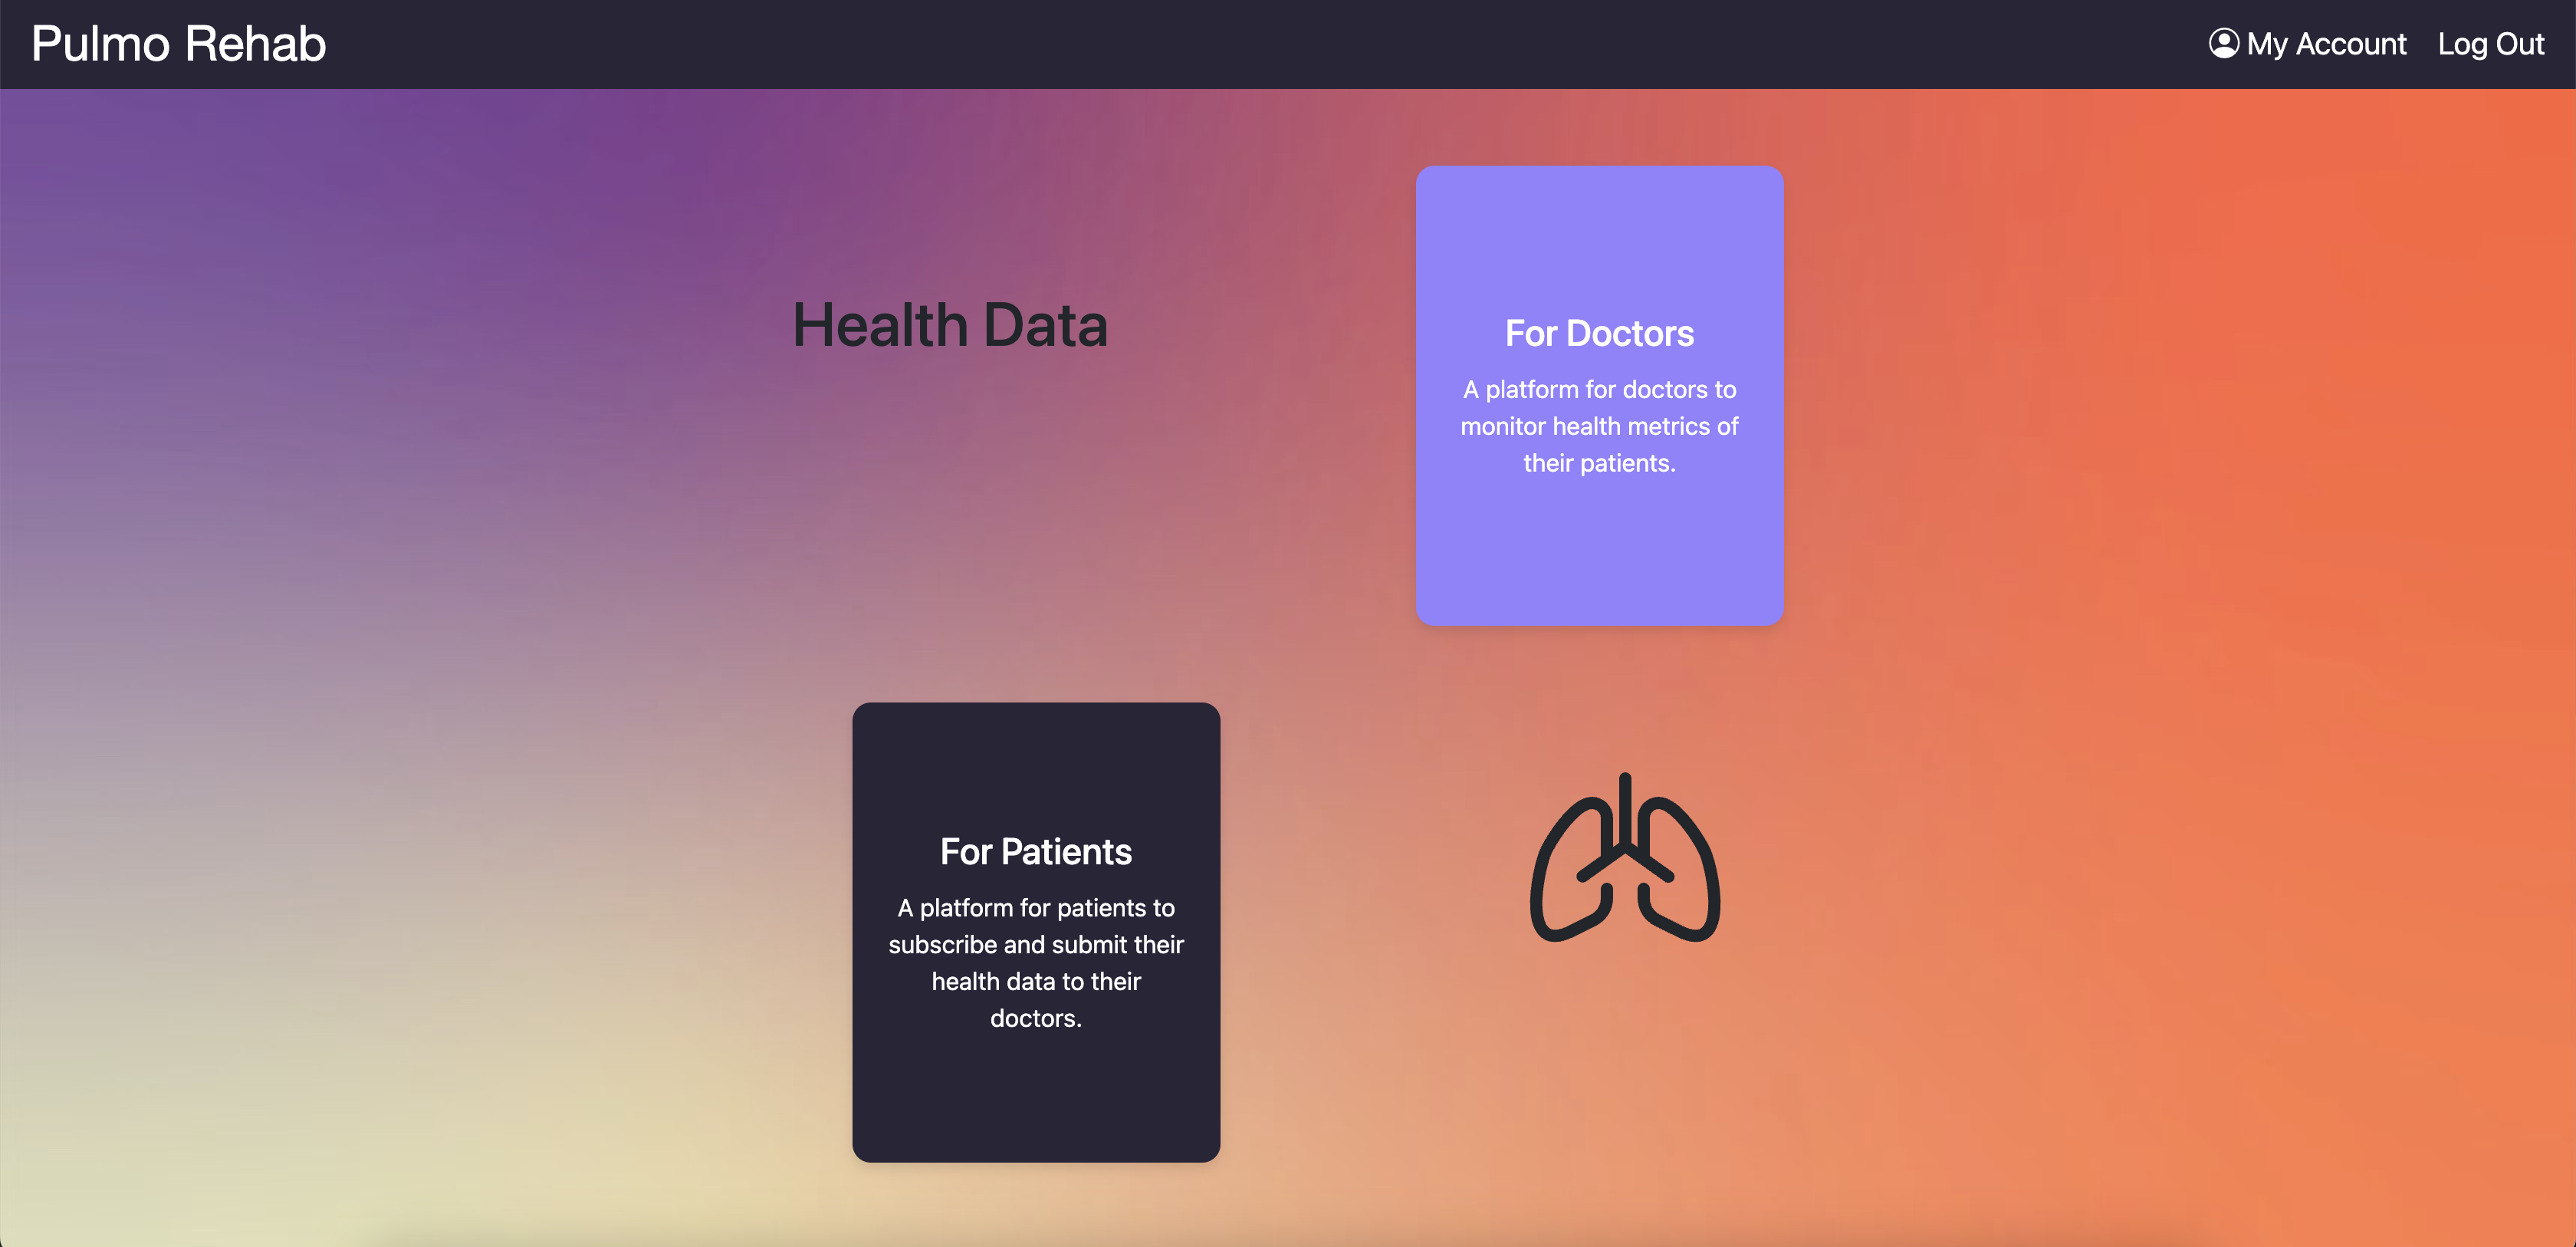 Pulmo Rehab
My Account
Log Out
Health Data
For Doctors
A platform for doctors to
monitor health metrics of
their patients.
For Patients
A platform for patients to
subscribe and submit their
health data to their
doctors.